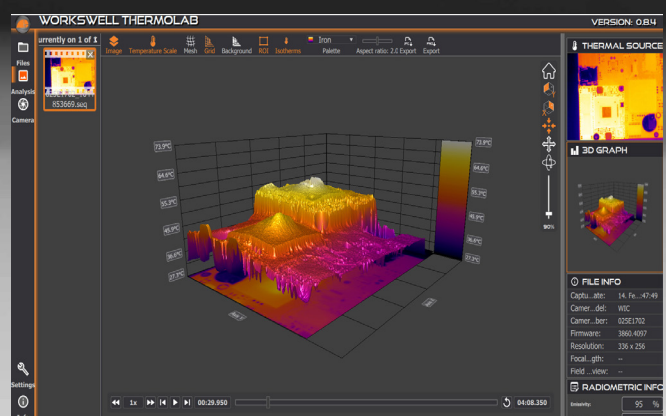 WORKSWELL THERMOLAB
VERSION: 0.8.4
Files
Analysis
Camera
Settings
urrently on 1 of 1
853669.seq
Image
Temperature Scale
Mesh
Grid
Background
ROI
Isotherms
Iron
Palette
Aspect ratio: 2.0
Export
Export
73.9°C
64.6°C
55.3°C
45.9°C
36.6°C
27.3°C
73.9°C
64.6°C
55.3°C
45.9°C
36.6°C
27.3°C
90%
1x
00:29.950
04:08.350
THERMAL SOURCE
3D GRAPH
FILE INFO
Captu...ate: 14. Fe...:47:49
Camer...del: WIC
Camer...ber: 025E1702
Firmware: 3860.4097
Resolution: 336 x 256
Focal...gth: --
Field ...view: --
RADIOMETRIC INFO
Emissivity: 95 %